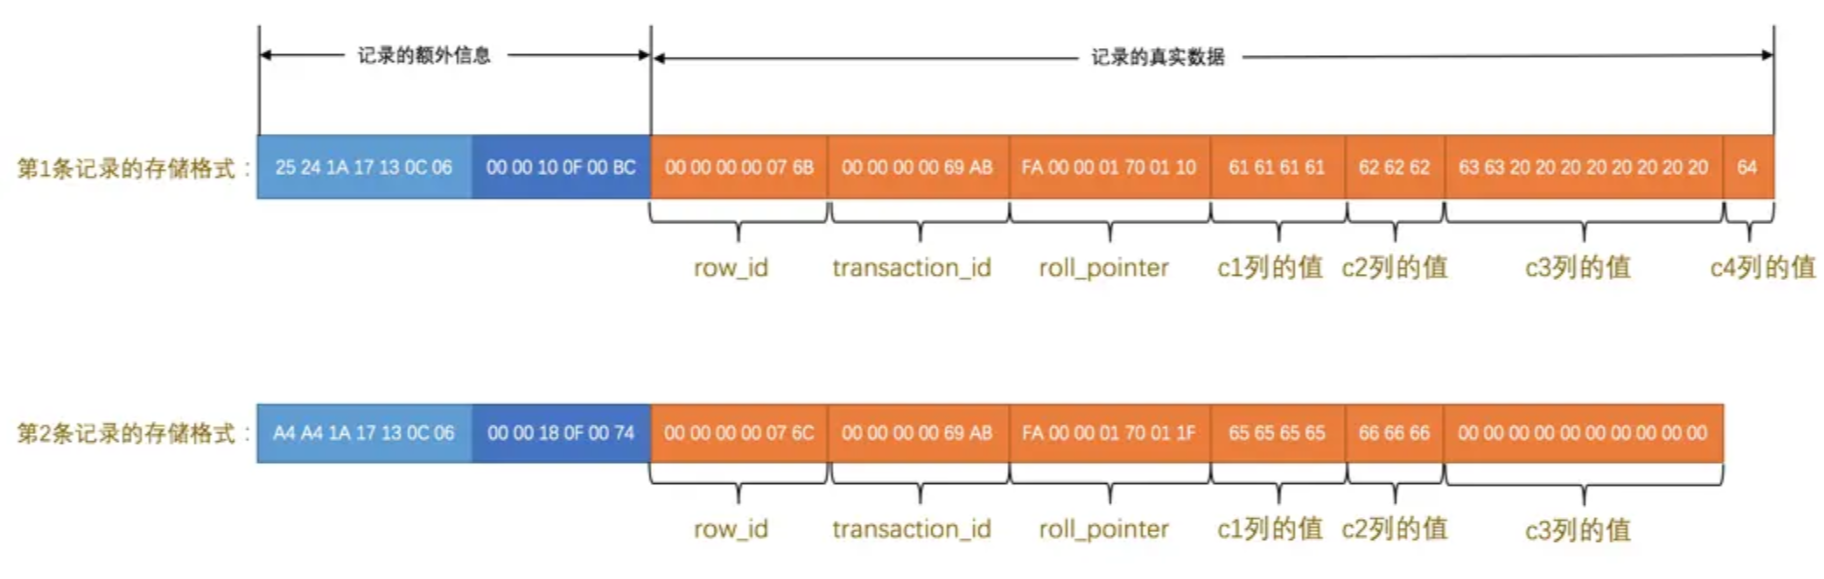 记录的额外信息 记录的真实数据
第1条记录的存储格式: 25 24 1A 17 13 0C 06 00 00 10 0F 00 BC 00 00 00 00 07 6B 00 00 00 00 69 AB FA 00 00 01 70 01 10 61 61 61 61 62 62 62 63 63 20 20 20 20 20 20 20 20 64
row_id transaction_id roll_pointer c1列的值 c2列的值 c3列的值 c4列的值
第2条记录的存储格式: A4 A4 1A 17 13 0C 06 00 00 18 0F 00 74 00 00 00 00 07 6C 00 00 00 00 69 AB FA 00 00 01 70 01 1F 65 65 65 65 66 66 66 00 00 00 00 00 00 00 00 00 00
row_id transaction_id roll_pointer c1列的值 c2列的值 c3列的值